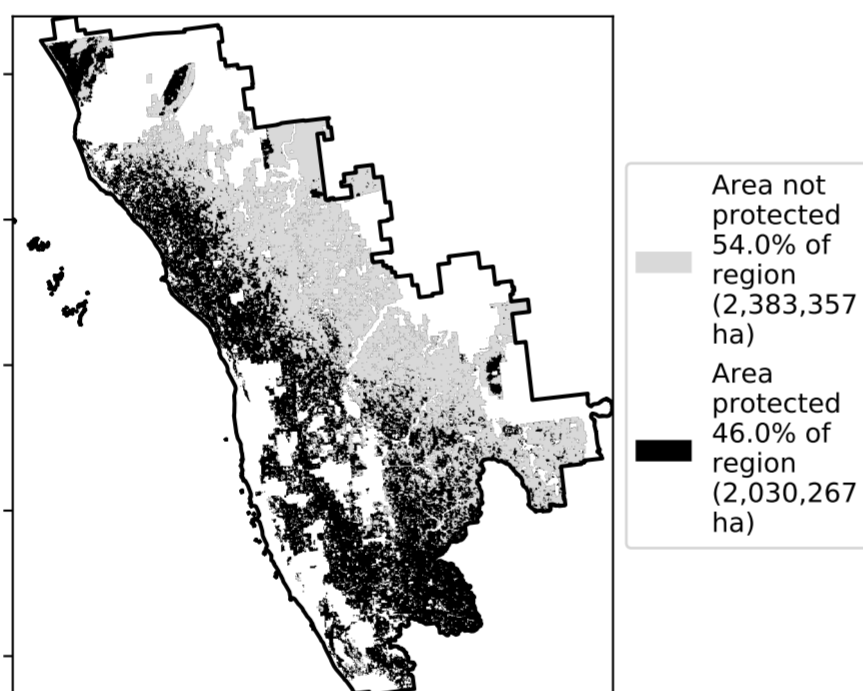 Area not
protected
54.0% of
region
(2,383,357
ha)
Area
protected
46.0% of
region
(2,030,267
ha)